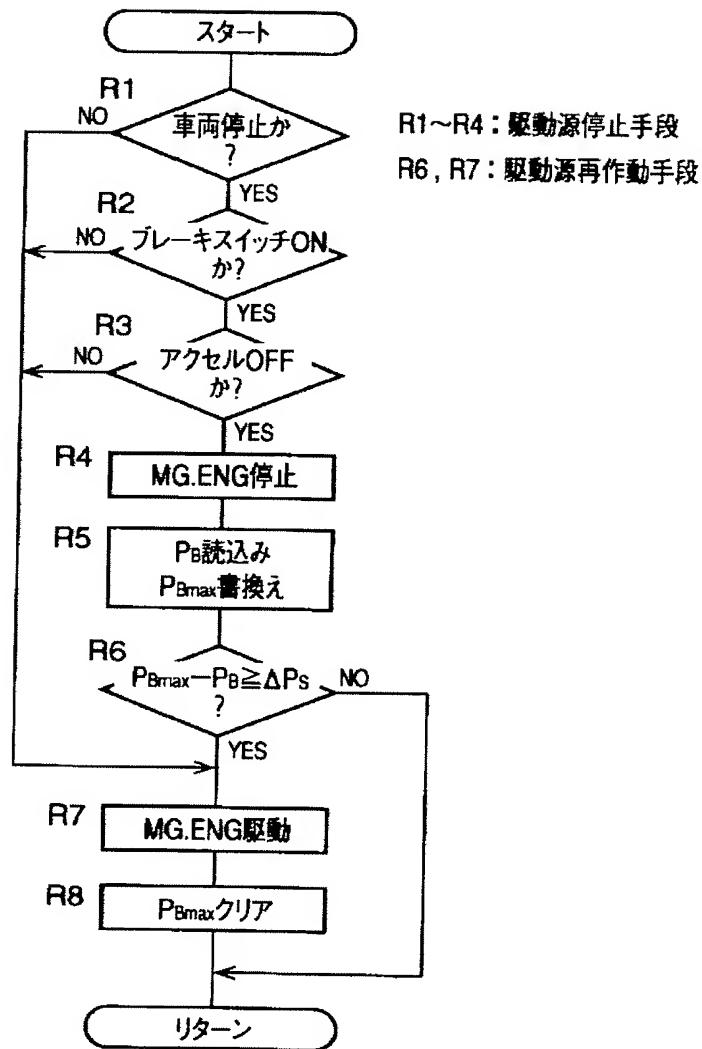 スタート
R1
NO
車両停止か
?
YES
R1~R4：駆動源停止手段
R6，R7：駆動源再作動手段
R2
NO
ブレーキスイッチON
か?
YES
R3
NO
アクセルOFF
か?
YES
R4
MG.ENG停止
R5
PB読込み
PBmax書換え
R6
PBmax−PB≧ΔPS
?
NO
YES
R7
MG.ENG駆動
R8
PBmaxクリア
リターン